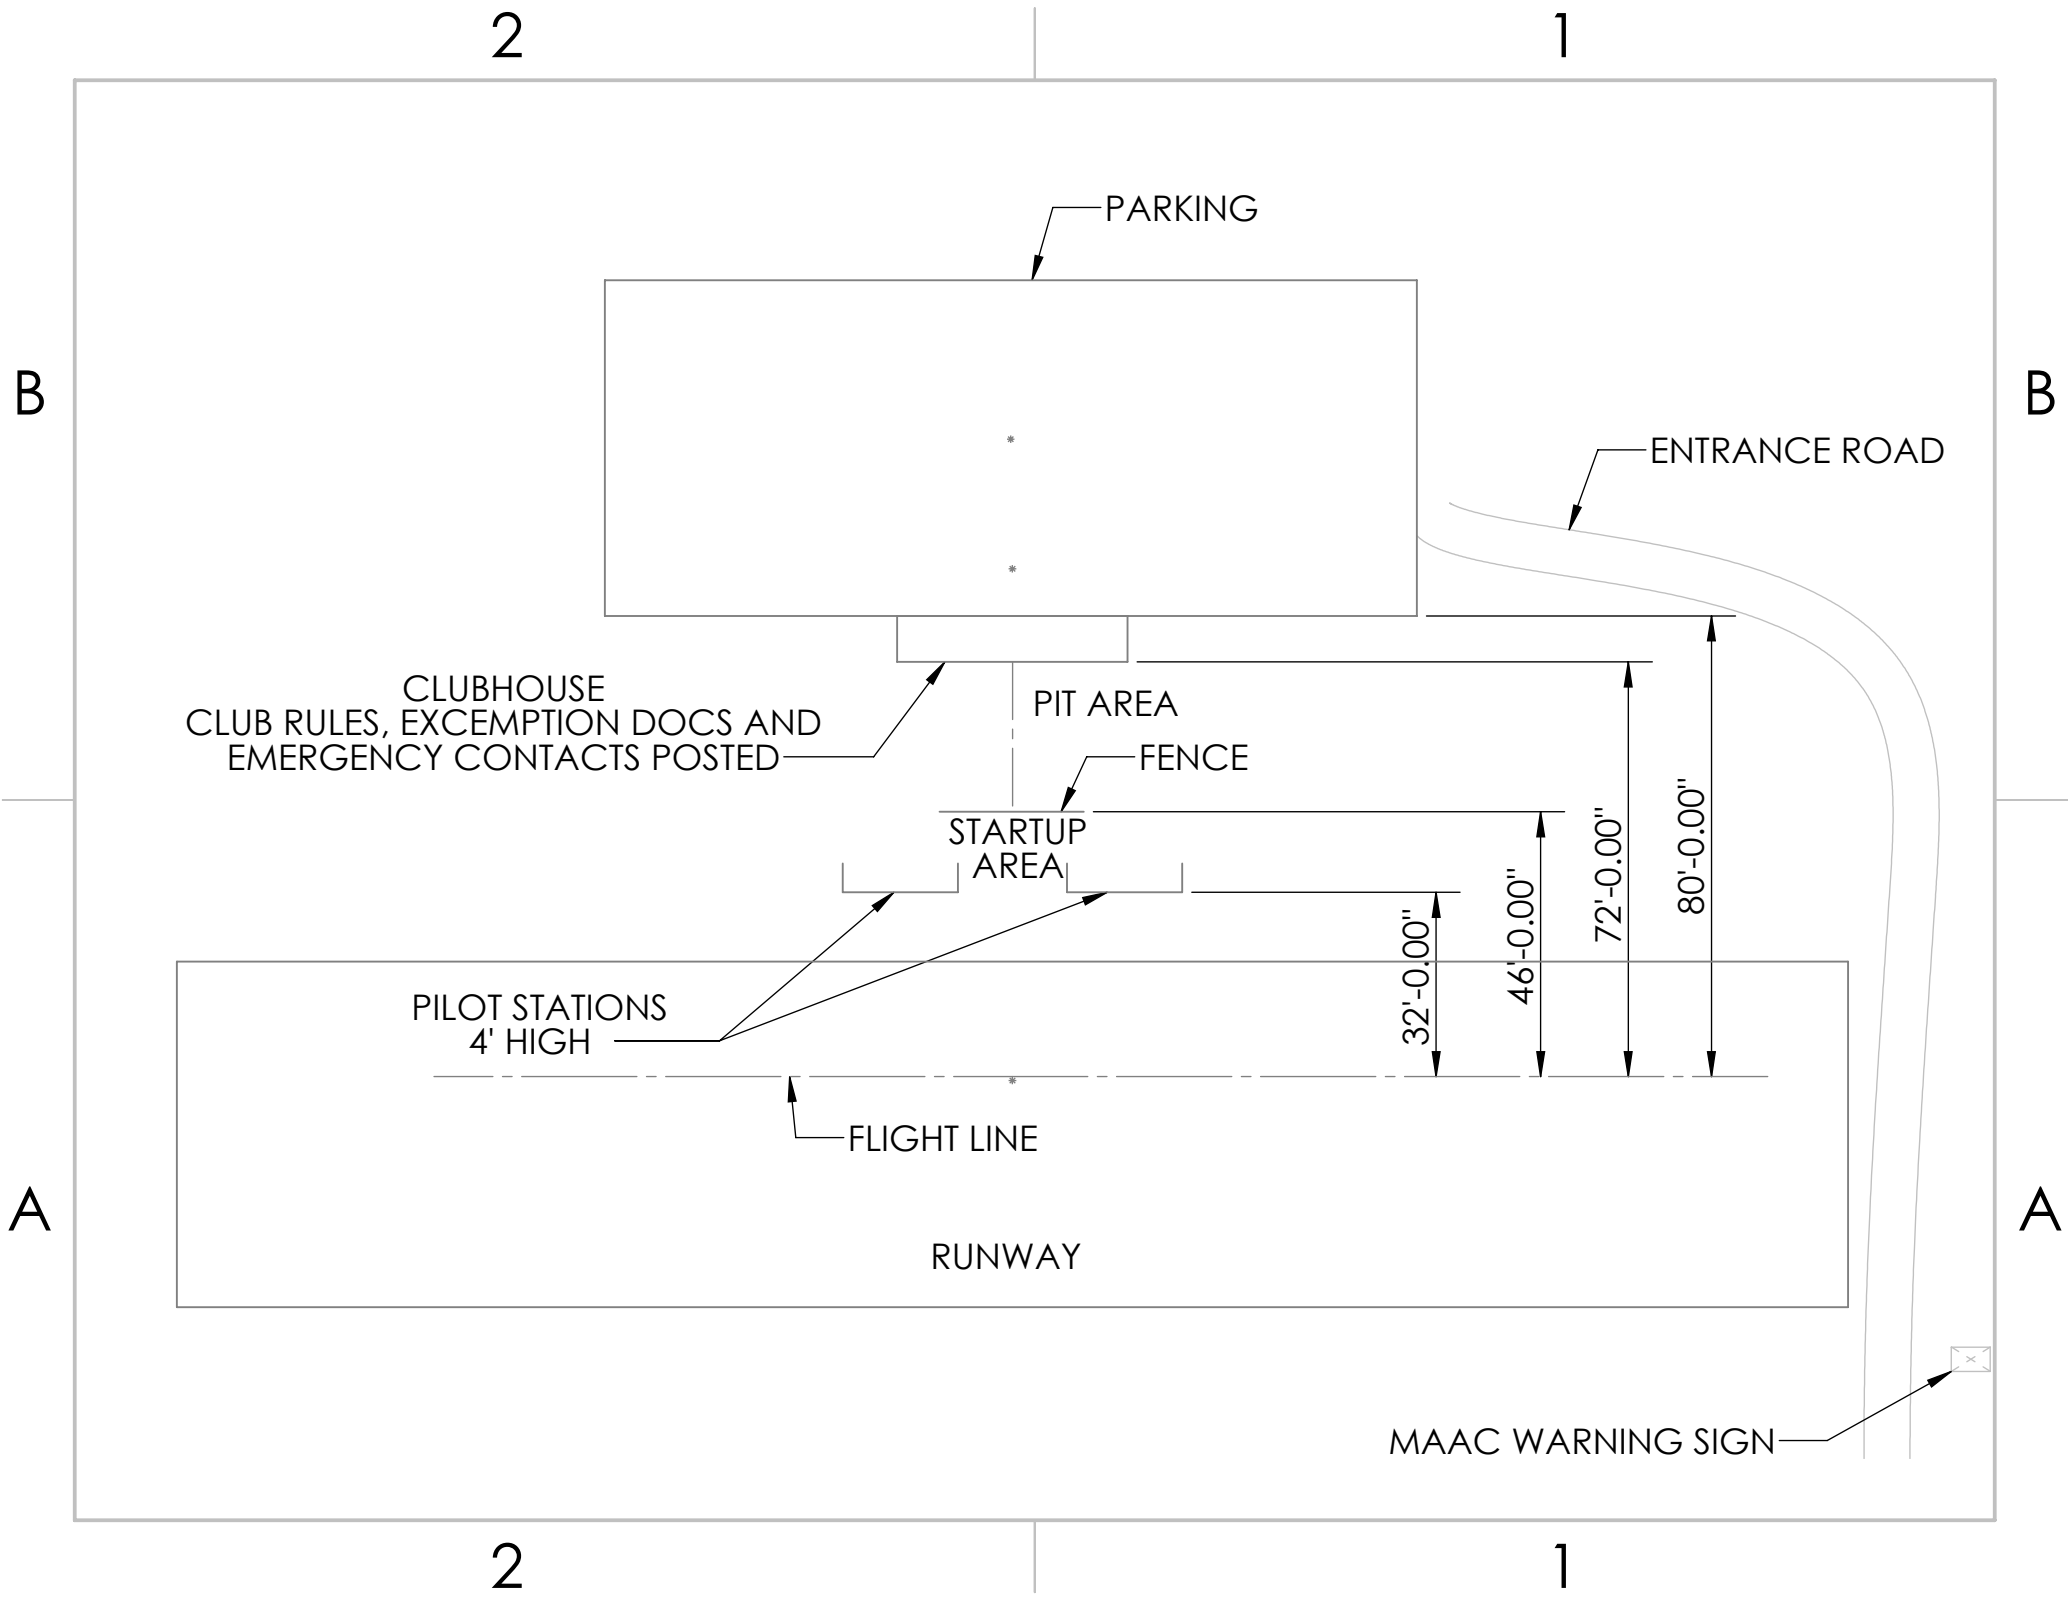 2
1
PARKING
B
B
ENTRANCE ROAD
CLUBHOUSE
CLUB RULES, EXCEMPTION DOCS AND
EMERGENCY CONTACTS POSTED
PIT AREA
FENCE
STARTUP
AREA
32'-0.00"
46'-0.00"
72'-0.00"
80'-0.00"
PILOT STATIONS
4' HIGH
FLIGHT LINE
A
A
RUNWAY
MAAC WARNING SIGN
2
1